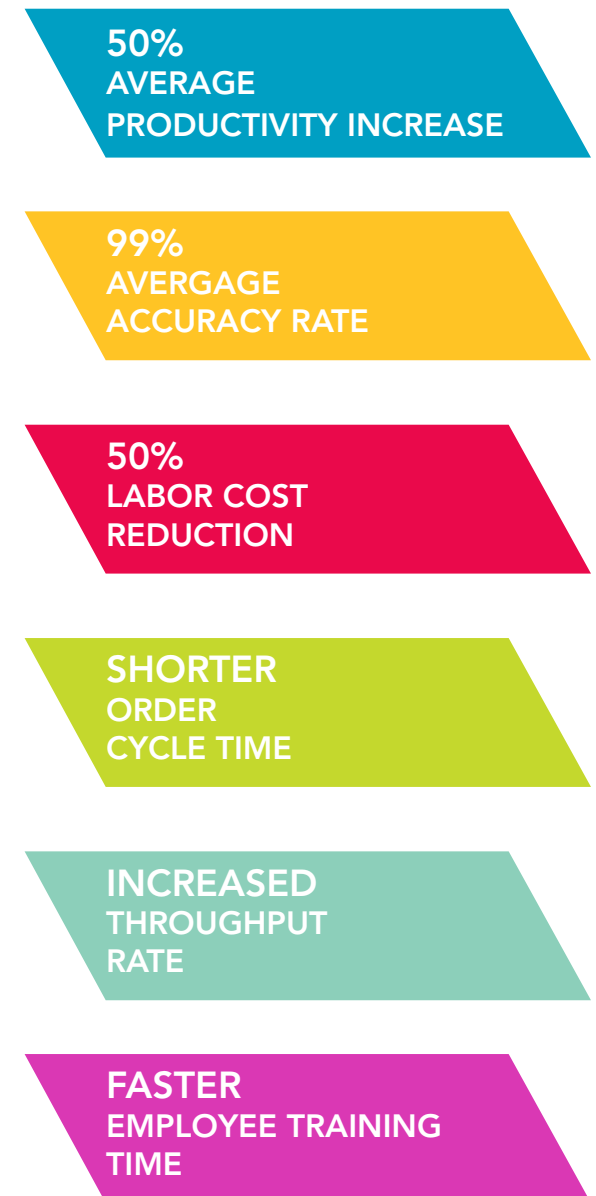 50%
AVERAGE
PRODUCTIVITY INCREASE
99%
AVERGAGE
ACCURACY RATE
50%
LABOR COST
REDUCTION
SHORTER
ORDER
CYCLE TIME
INCREASED
THROUGHPUT
RATE
FASTER
EMPLOYEE TRAINING
TIME